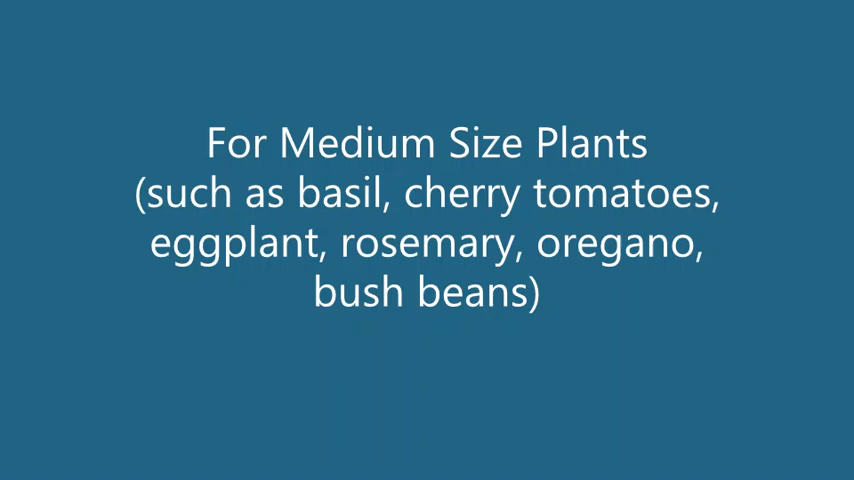 For Medium Size Plants
(such as basil, cherry tomatoes,
eggplant, rosemary, oregano,
bush beans)